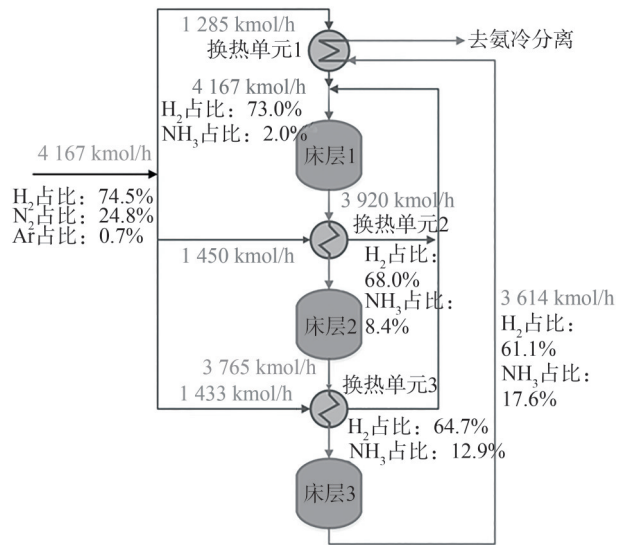 1 285 kmol/h
换热单元1
去氨冷分离
4 167 kmol/h
H₂占比：73.0%
NH₃占比：2.0%
床层1
4 167 kmol/h
H₂占比：74.5%
N₂占比：24.8%
Ar占比：0.7%
3 920 kmol/h
换热单元2
1 450 kmol/h
H₂占比：
68.0%
NH₃占比：
8.4%
床层2
3 614 kmol/h
H₂占比：
61.1%
NH₃占比：
17.6%
3 765 kmol/h
换热单元3
1 433 kmol/h
H₂占比：64.7%
NH₃占比：12.9%
床层3